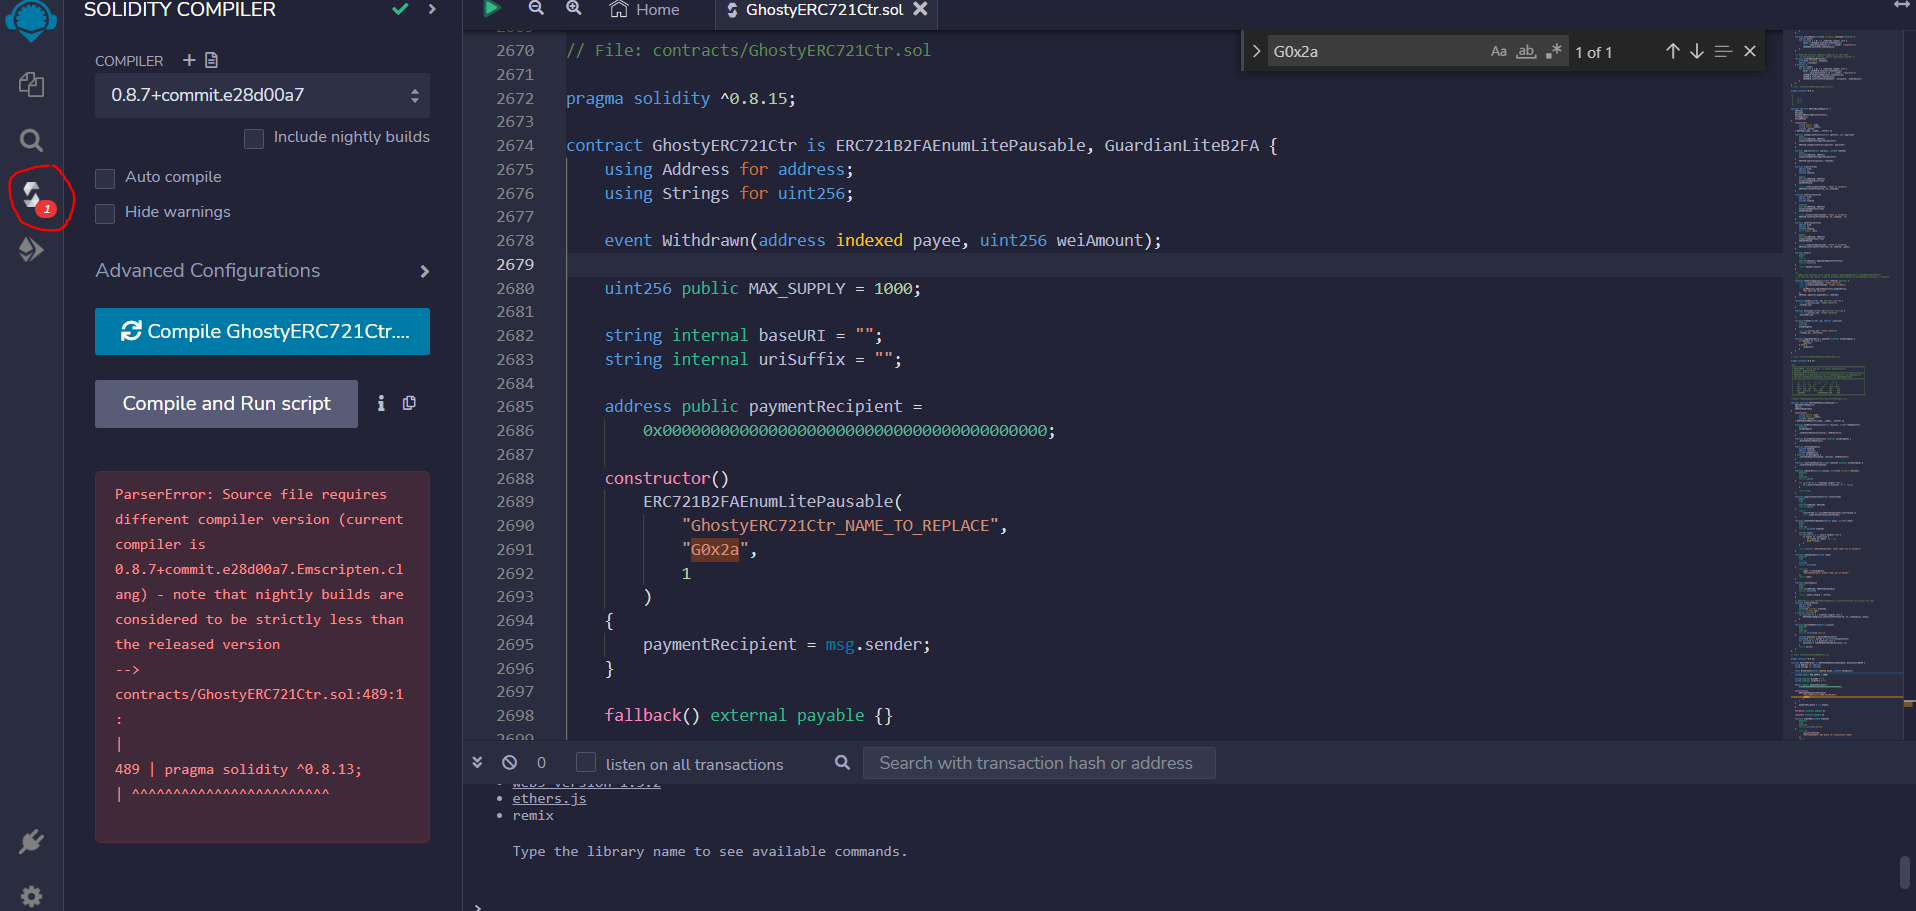 SOLIDITY COMPILER
COMPILER
0.8.7+commit.e28d00a7
Include nightly builds
Auto compile
Hide warnings
1
Advanced Configurations
Compile GhostyERC721Ctr....
Compile and Run script
ParserError: Source file requires
different compiler version (current
compiler is
0.8.7+commit.e28d00a7.Emscripten.cl
ang) - note that nightly builds are
considered to be strictly less than
the released version
-->
contracts/GhostyERC721Ctr.sol:489:1
:
|
489 | pragma solidity ^0.8.13;
| ^^^^^^^^^^^^^^^^^^^^^^^^
Home
GhostyERC721Ctr.sol
G0x2a
Aa ab .*
1 of 1
2670 // File: contracts/GhostyERC721Ctr.sol
2671
2672 pragma solidity ^0.8.15;
2673
2674 contract GhostyERC721Ctr is ERC721B2FAEnumLitePausable, GuardianLiteB2FA {
2675 using Address for address;
2676 using Strings for uint256;
2677
2678 event Withdrawn(address indexed payee, uint256 weiAmount);
2679
2680 uint256 public MAX_SUPPLY = 1000;
2681
2682 string internal baseURI = "";
2683 string internal uriSuffix = "";
2684
2685 address public paymentRecipient =
2686 0x0000000000000000000000000000000000000000;
2687
2688 constructor()
2689 ERC721B2FAEnumLitePausable(
2690 "GhostyERC721Ctr_NAME_TO_REPLACE",
2691 "G0x2a",
2692 1
2693 )
2694 {
2695 paymentRecipient = msg.sender;
2696 }
2697
2698 fallback() external payable {}
2699
0
listen on all transactions
Search with transaction hash or address
web3 version 1.5.2
ethers.js
remix
Type the library name to see available commands.
>